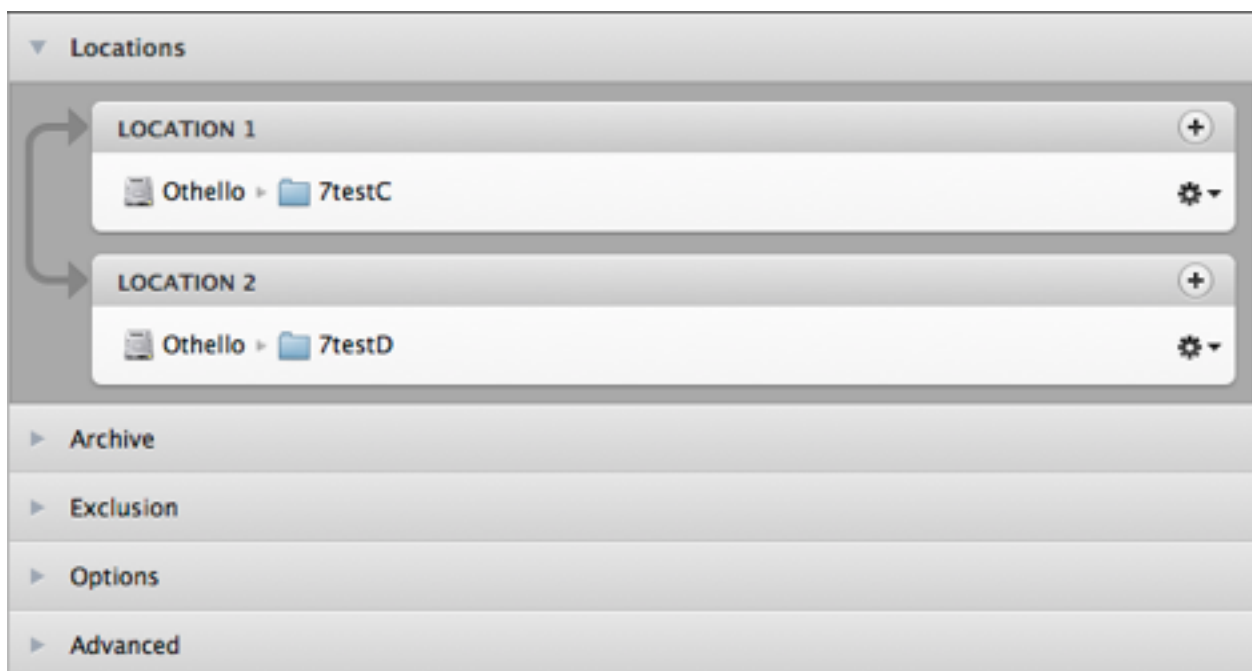 Locations
LOCATION 1
Othello 7testC
LOCATION 2
Othello 7testD
Archive
Exclusion
Options
Advanced